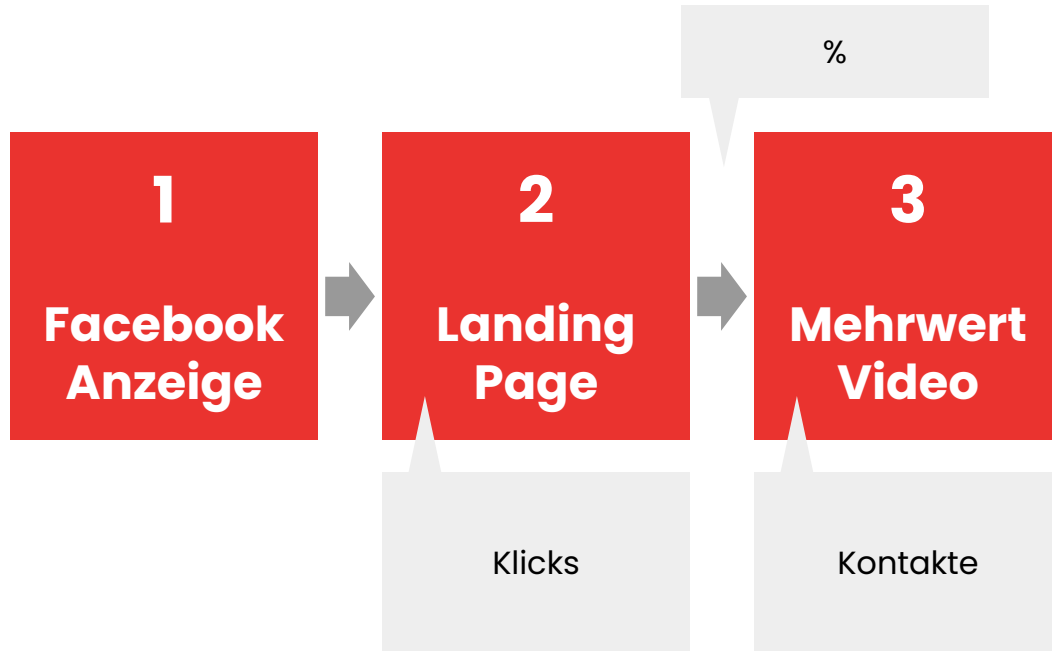 %
1
Facebook
Anzeige
2
Landing
Page
3
Mehrwert
Video
Klicks
Kontakte